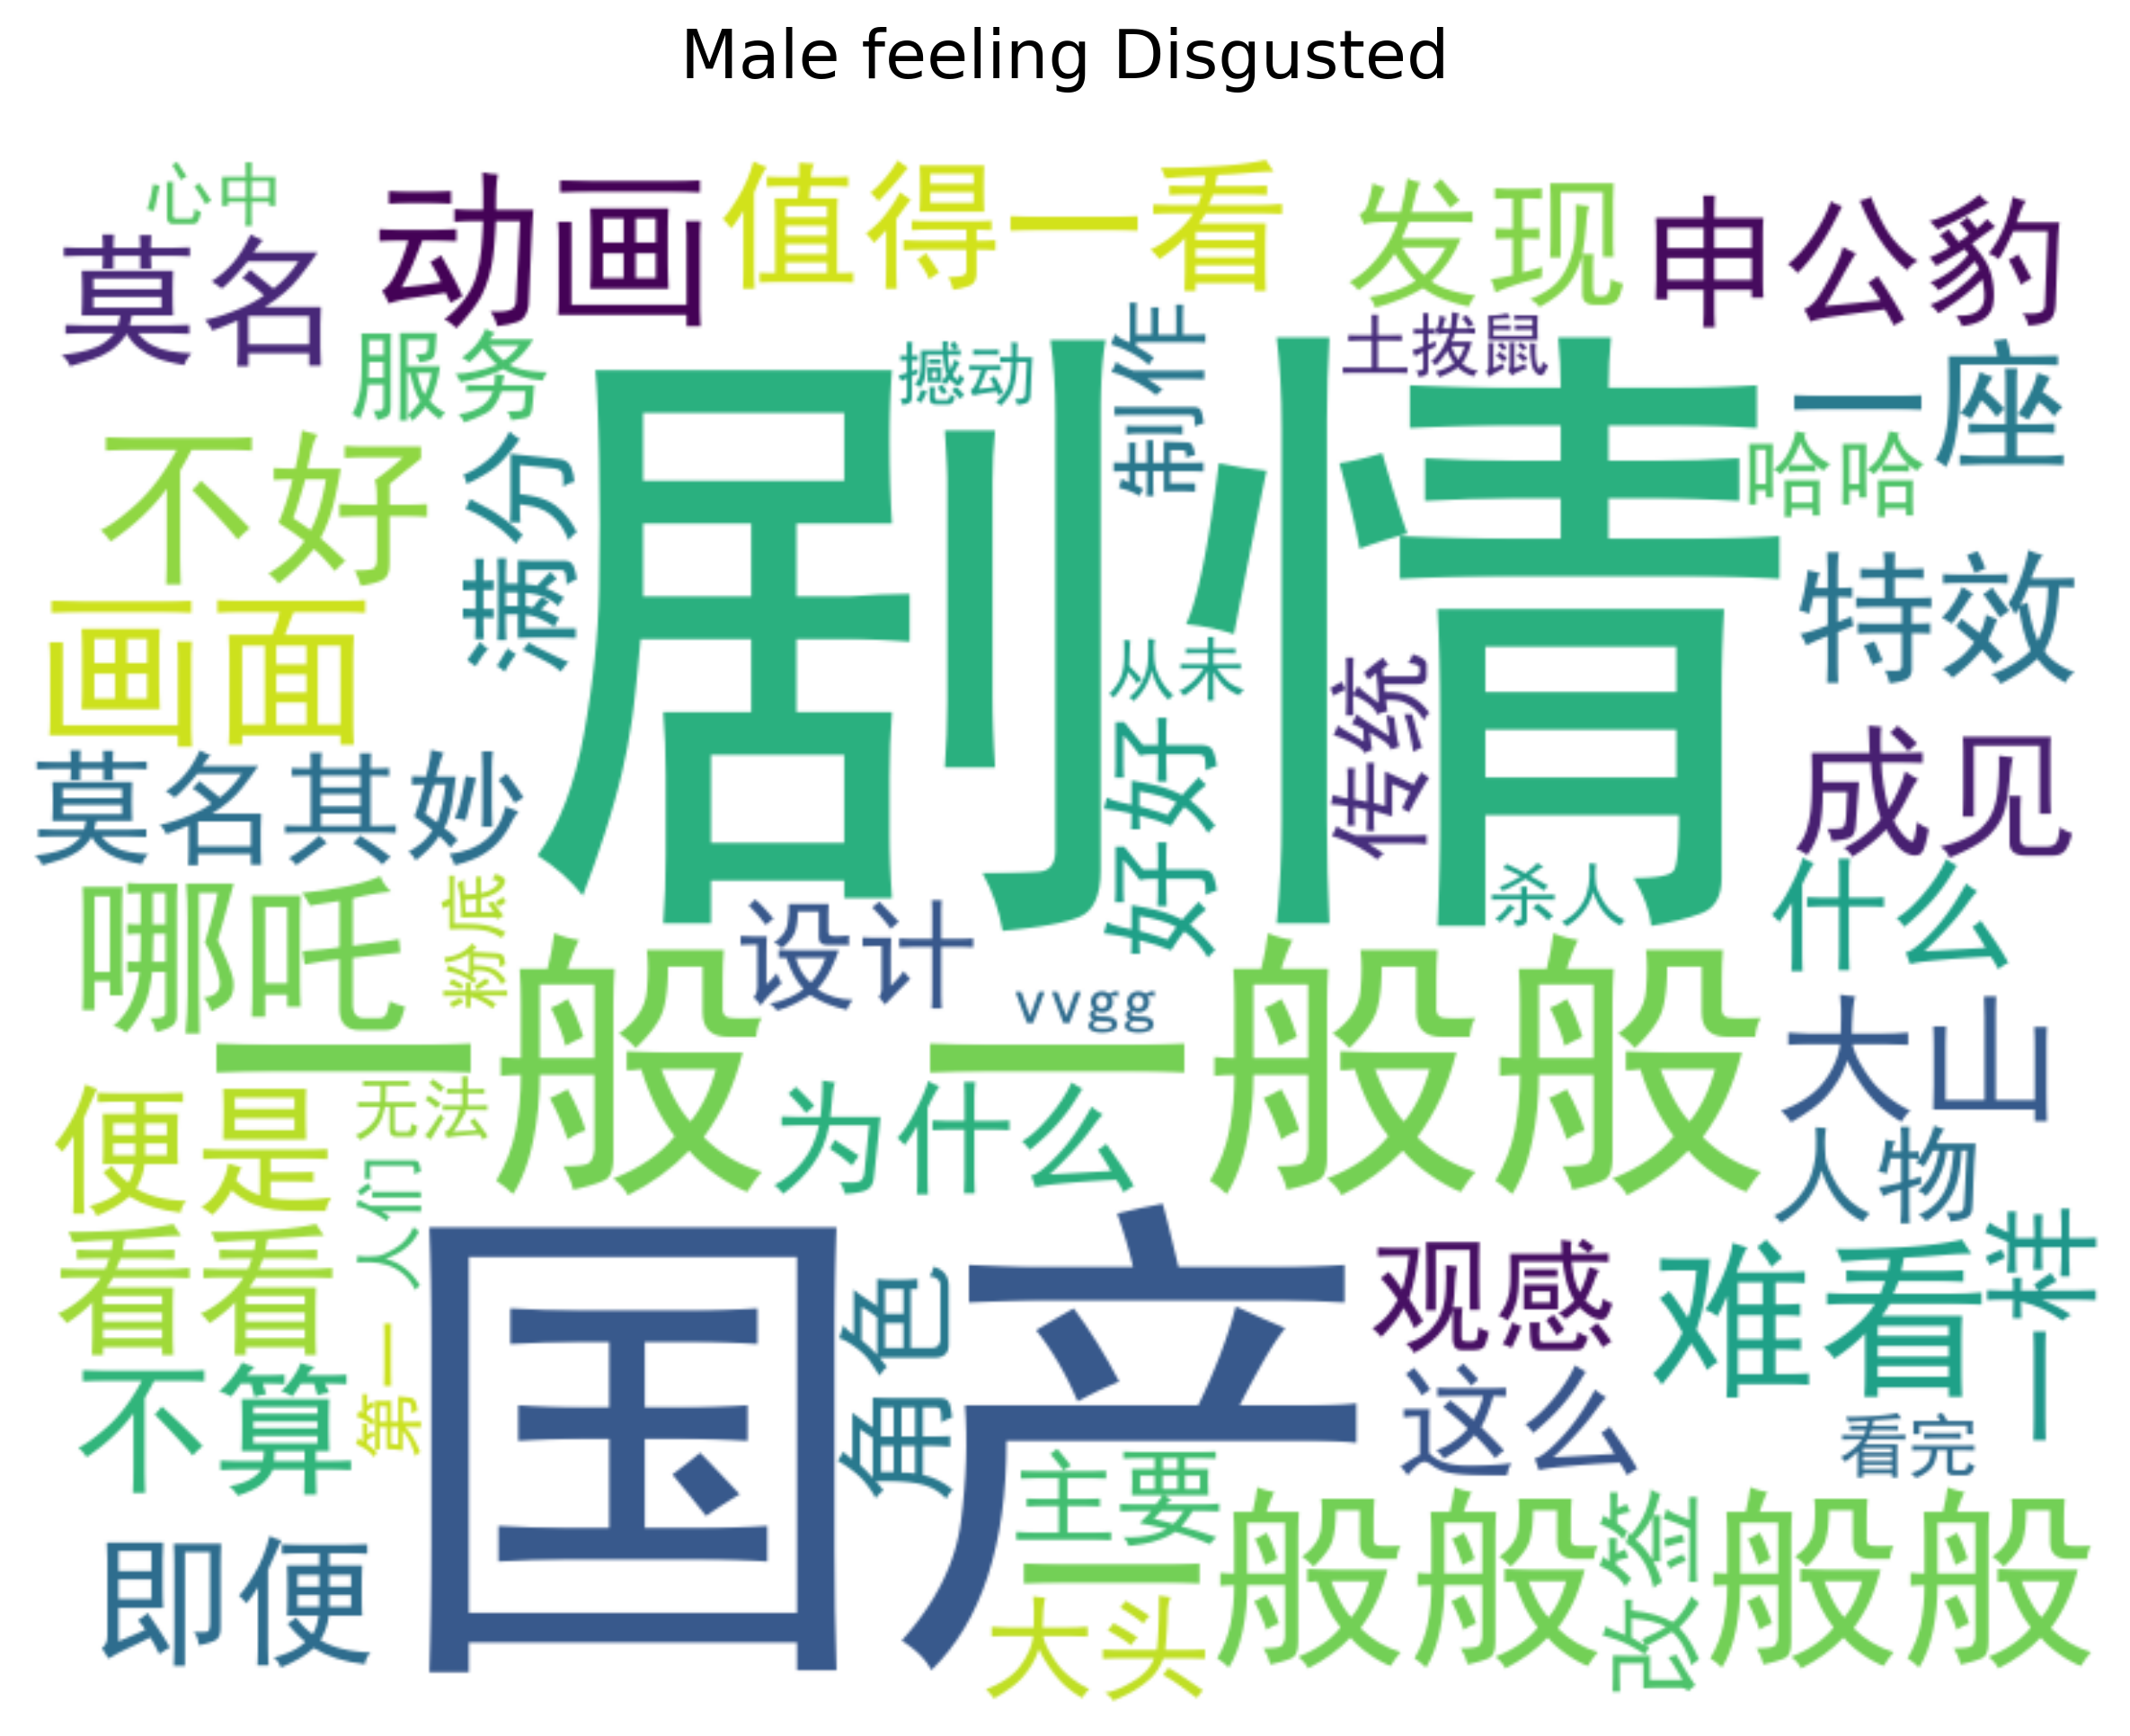 Male feeling Disgusted
心中
莫名
动画
值得一看
发现
申公豹
服务
撼动
制作
土拨鼠
一座
哈哈
不好
满分
剧情
特效
画面
从未
传统
好好
成见
莫名其妙
哪吒
粉底
设计
杀人
什么
vvgg
一般一般般
大山
便是
无法
为什么
人物
人们
看看
国产
角色
观感
难看
拼一
第一
不算
这么
看完
主要
即便
大头
一般般般般
改签